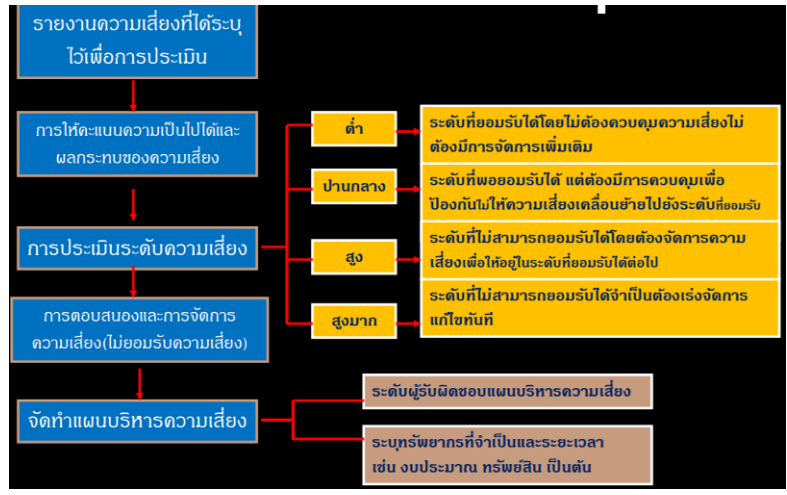 รายงานความเสี่ยงที่ได้ระบุ
ไว้เพื่อการประเมิน
การให้คะแนนความเป็นไปได้และ
ผลกระทบของความเสี่ยง
การประเมินระดับความเสี่ยง
การตอบสนองและการจัดการ
ความเสี่ยง(ไม่ยอมรับความเสี่ยง)
จัดทำแผนบริหารความเสี่ยง
ต่ำ
ระดับที่ยอมรับได้โดยไม่ต้องควบคุมความเสี่ยงไม่
ต้องมีการจัดการเพิ่มเติม
ปานกลาง
ระดับที่พอยอมรับได้ แต่ต้องมีการควบคุมเพื่อ
ป้องกันไม่ให้ความเสี่ยงเคลื่อนย้ายไปยังระดับที่ยอมรับ
สูง
ระดับที่ไม่สามารถยอมรับได้โดยต้องจัดการความ
เสี่ยงเพื่อให้อยู่ในระดับที่ยอมรับได้ต่อไป
สูงมาก
ระดับที่ไม่สามารถยอมรับได้จำเป็นต้องเร่งจัดการ
แก้ไขทันที
ระดับผู้รับผิดชอบแผนบริหารความเสี่ยง
ระบุทรัพยากรที่จำเป็นและระยะเวลา
เช่น งบประมาณ ทรัพย์สิน เป็นต้น